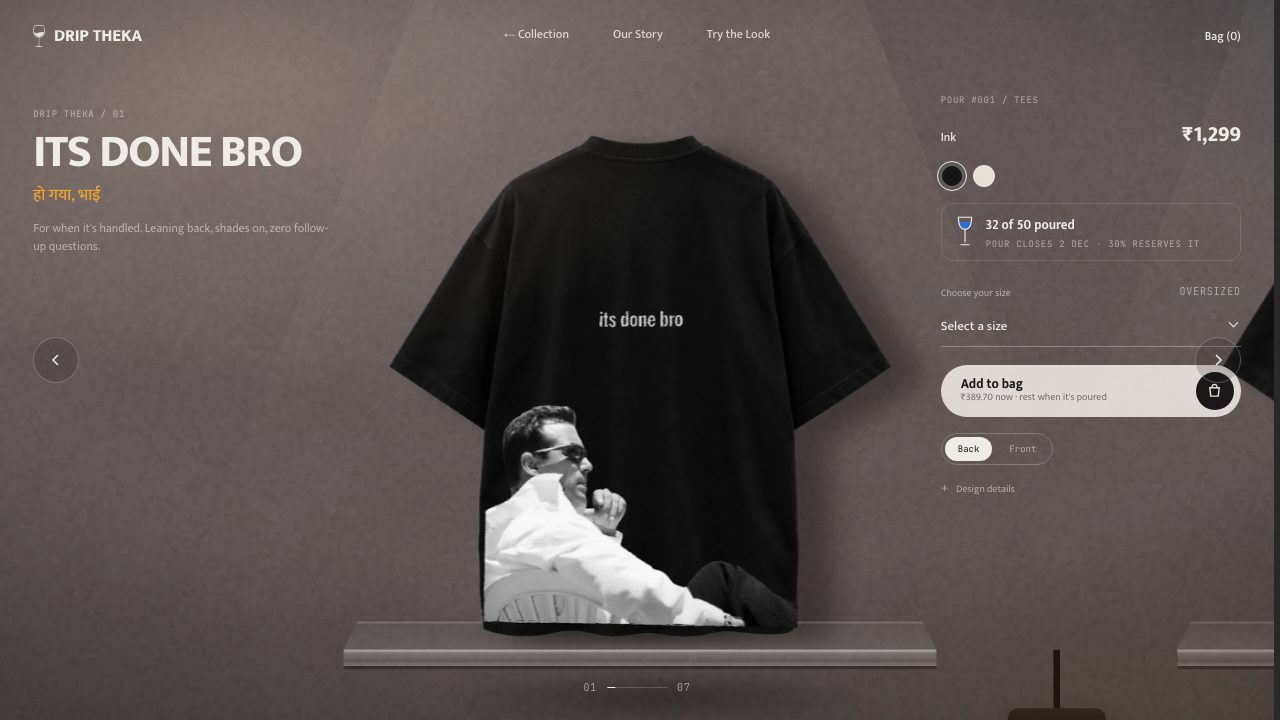 DRIP THEKA
← Collection
Our Story
Try the Look
Bag (0)
DRIP THEKA / 01
ITS DONE BRO
हो गया, भाई
For when it's handled. Leaning back, shades on, zero follow-
up questions.
its done bro
POUR #001 / TEES
Ink
₹1,299
32 of 50 poured
POUR CLOSES 2 DEC · 30% RESERVES IT
Choose your size
OVERSIZED
Select a size
Add to bag
₹389.70 now · rest when it's poured
Back
Front
+ Design details
01
07